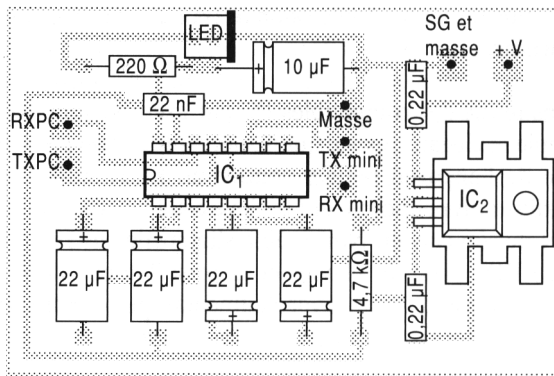 LED
SG et
masse
+ V
220 Ω
10 µF
0,22 µF
22 nF
RXPC
Masse
TXPC
TX mini
IC1
RX mini
IC2
22 µF
22 µF
22 µF
22 µF
4,7 kΩ
0,22 µF